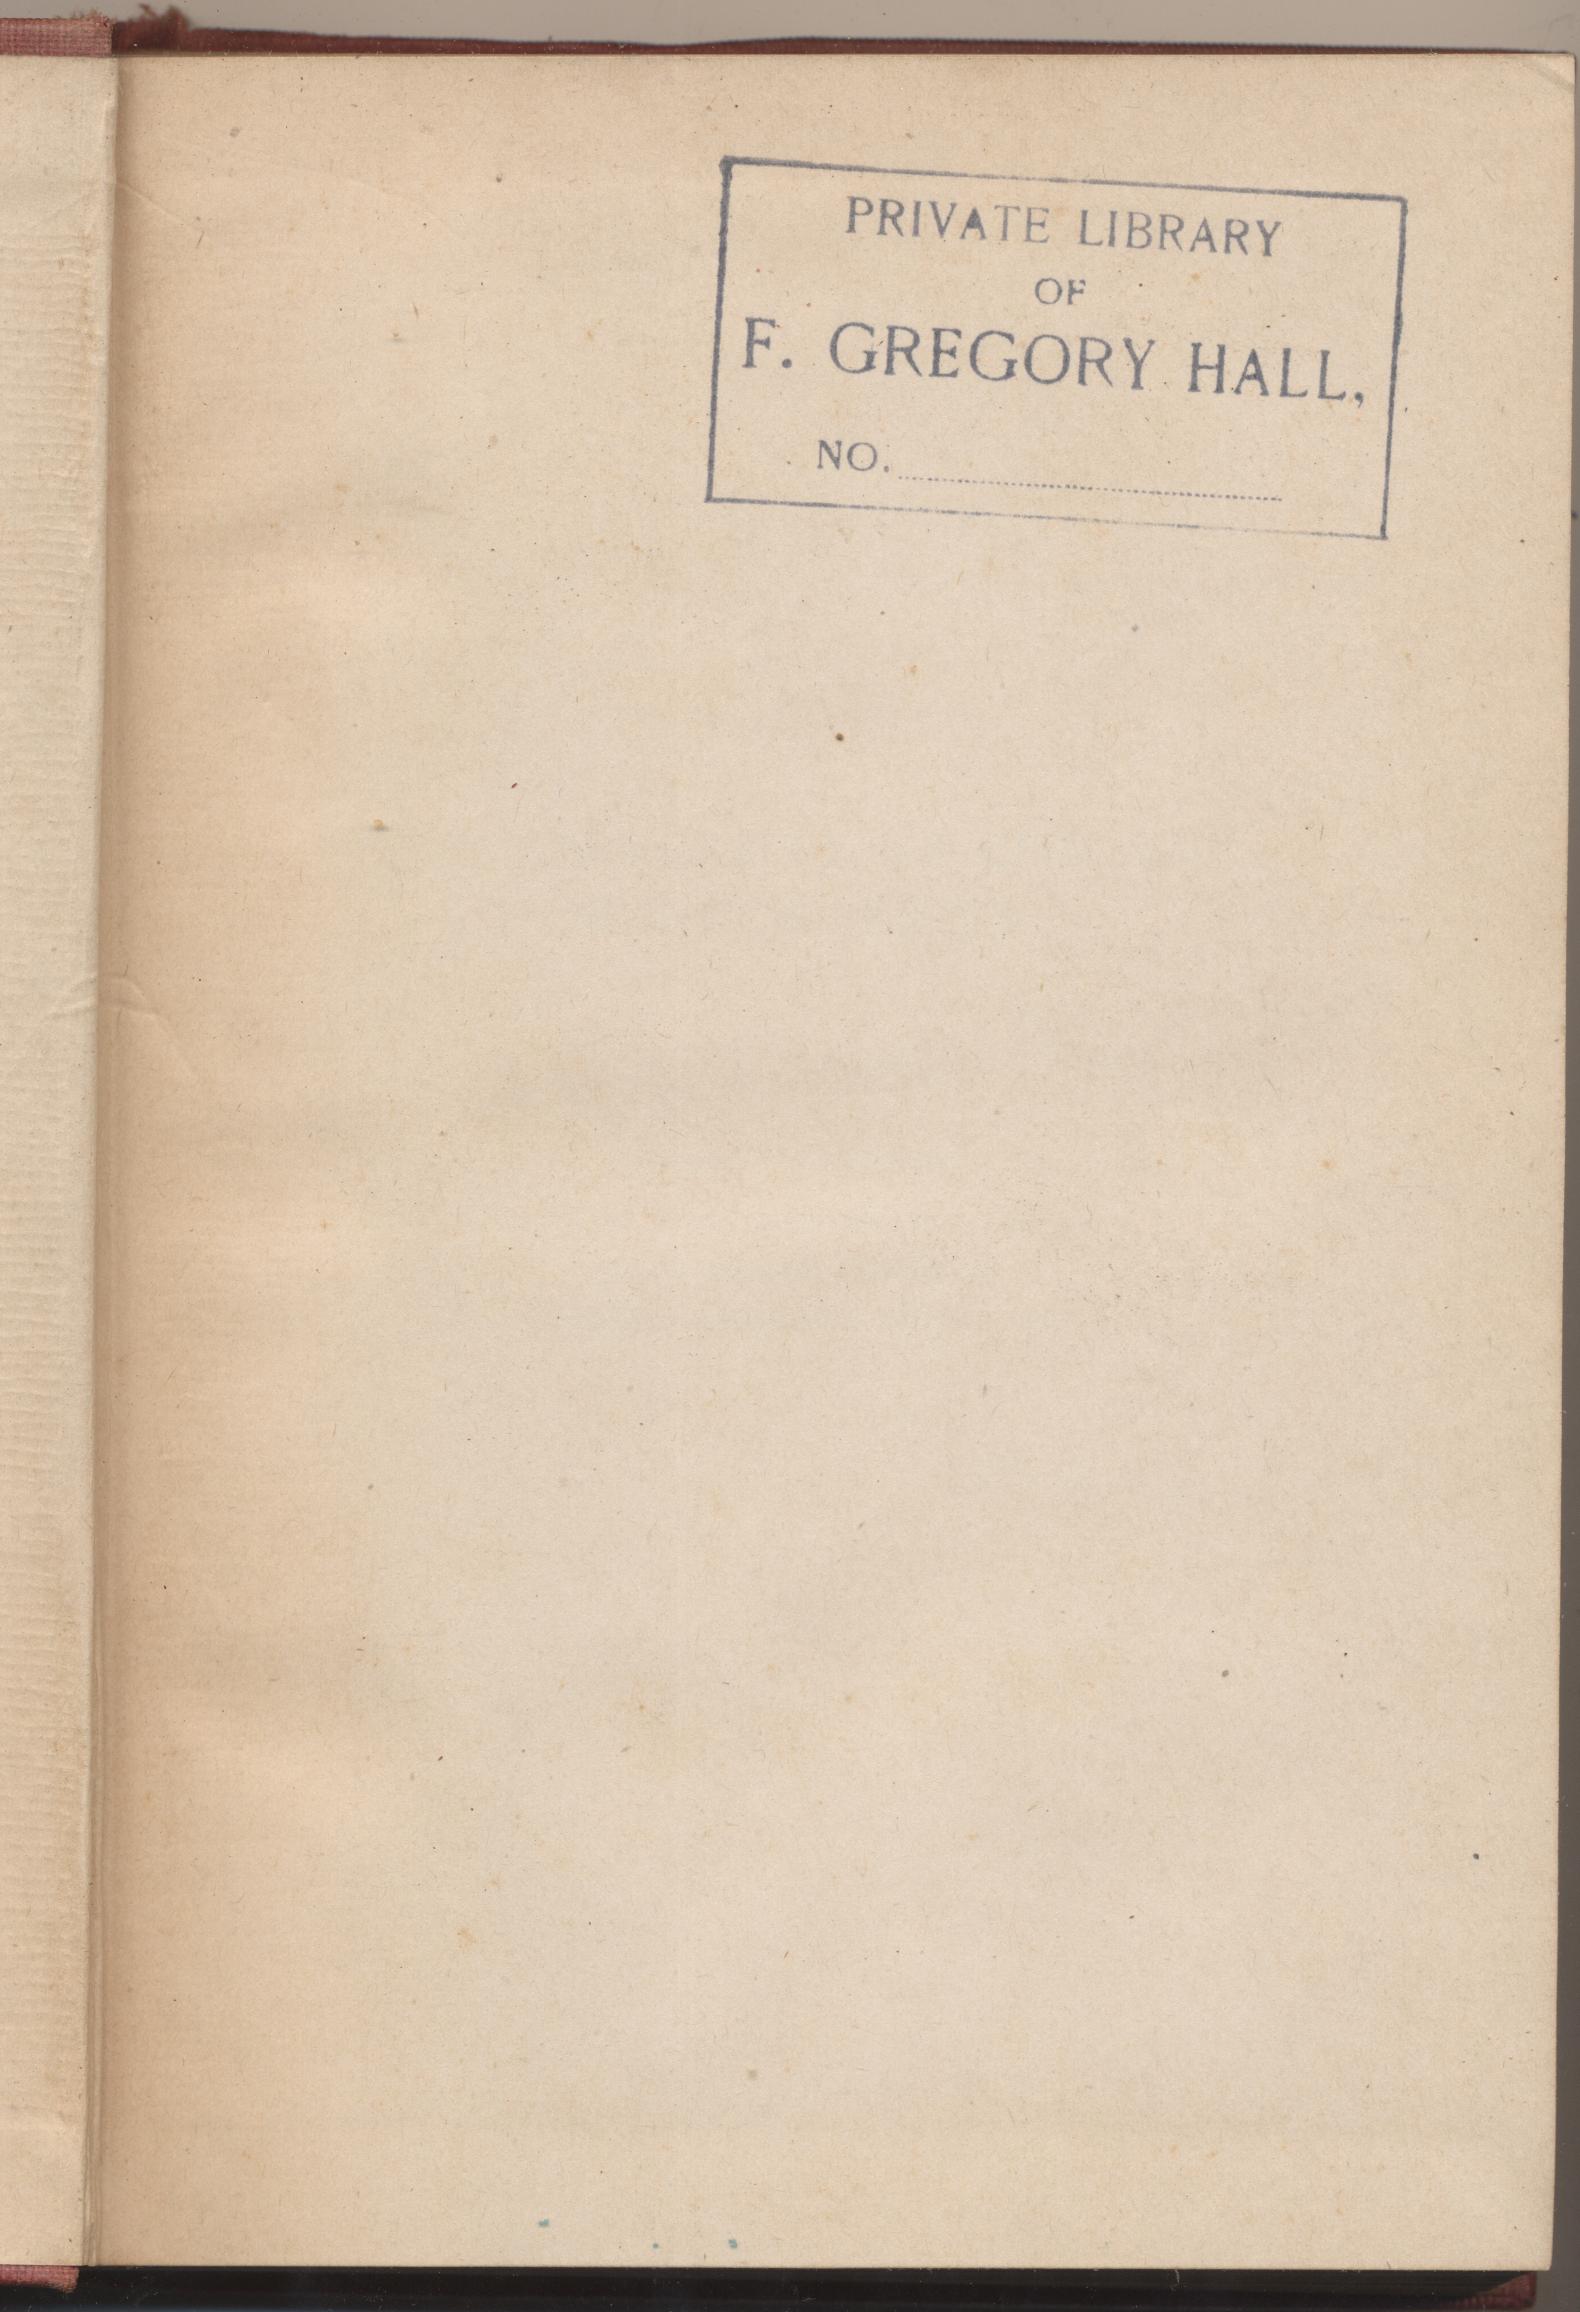 PRIVATE LIBRARY
OF
F. GREGORY HALL,
NO.